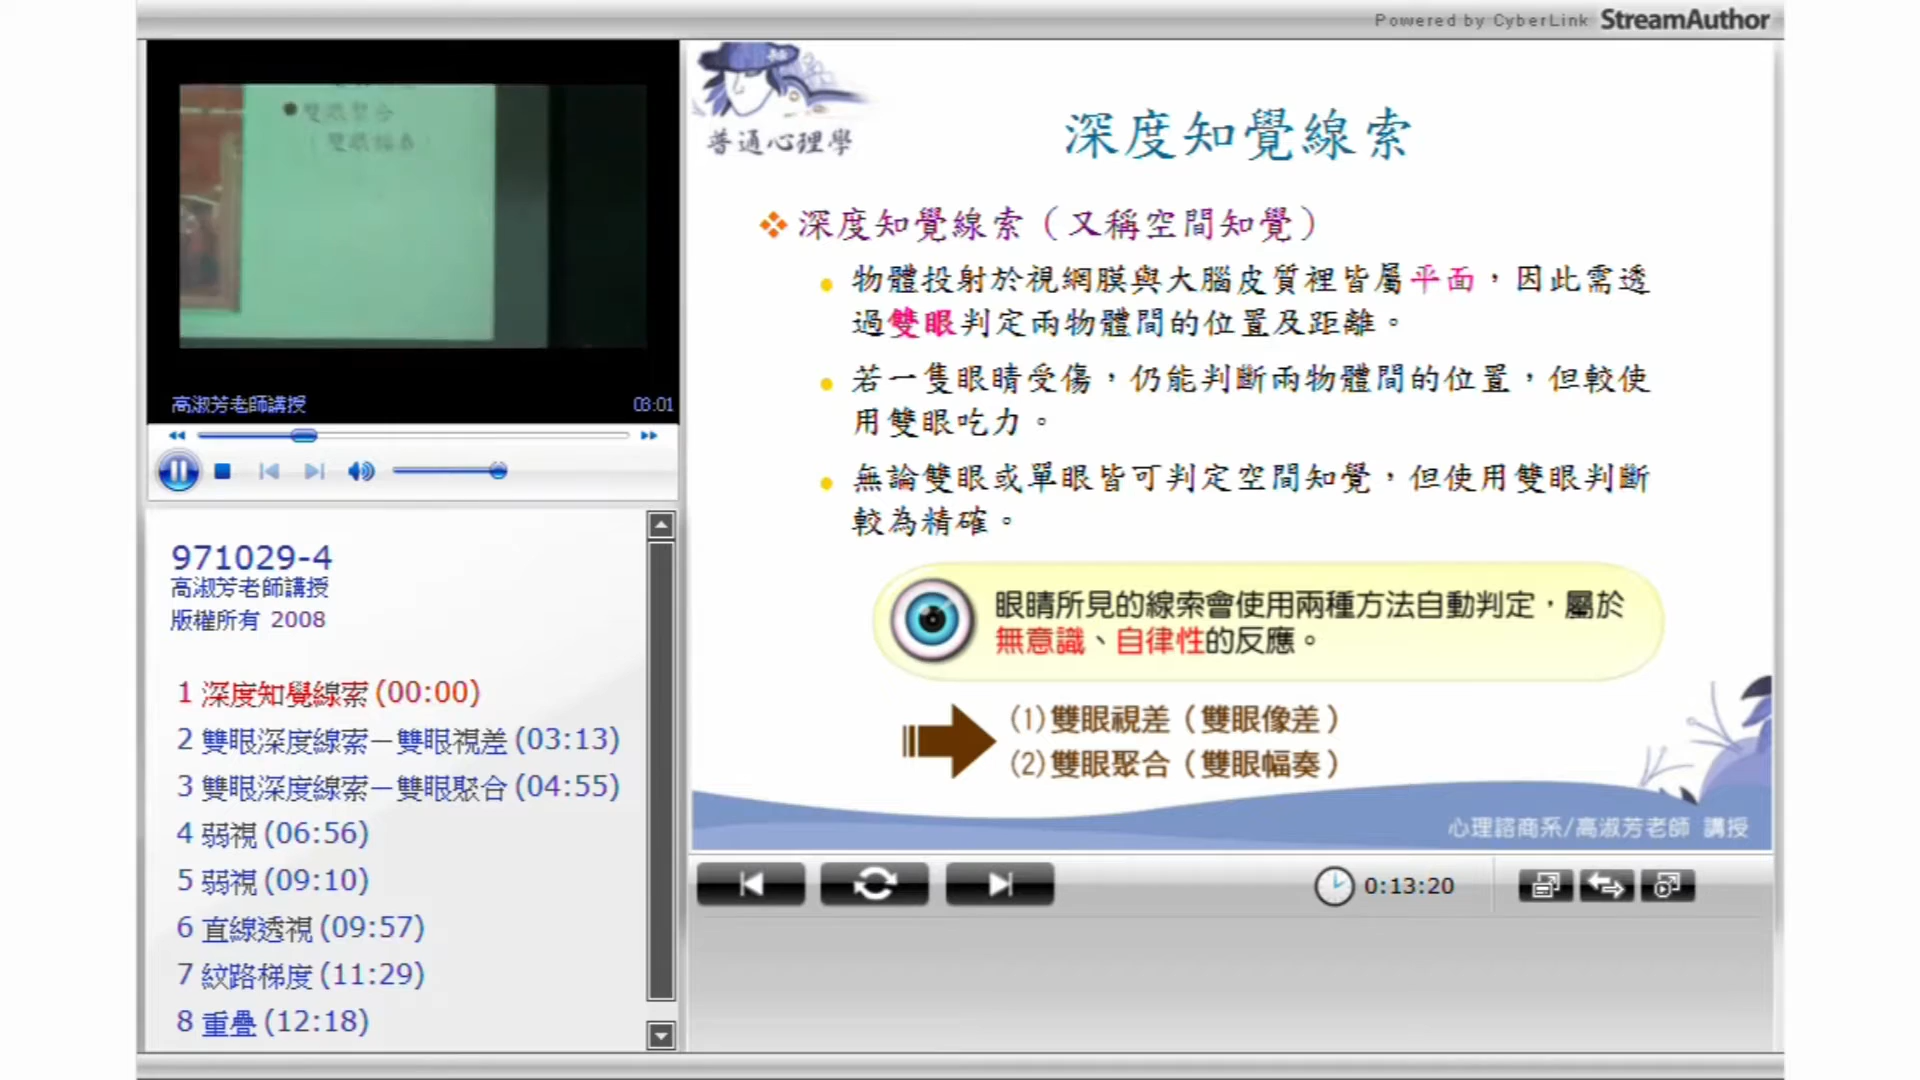 Powered by CyberLink StreamAuthor
雙眼聚合
高淑芳老師講授
03:01
971029-4
高淑芳老師講授
版權所有 2008
1 深度知覺線索 (00:00)
2 雙眼深度線索－雙眼視差 (03:13)
3 雙眼深度線索－雙眼聚合 (04:55)
4 弱視 (06:56)
5 弱視 (09:10)
6 直線透視 (09:57)
7 紋路梯度 (11:29)
8 重疊 (12:18)
普通心理學
深度知覺線索
深度知覺線索（又稱空間知覺）
物體投射於視網膜與大腦皮質裡皆屬平面，因此需透
過雙眼判定兩物體間的位置及距離。
若一隻眼睛受傷，仍能判斷兩物體間的位置，但較使
用雙眼吃力。
無論雙眼或單眼皆可判定空間知覺，但使用雙眼判斷
較為精確。
眼睛所見的線索會使用兩種方法自動判定，屬於
無意識、自律性的反應。
(1)雙眼視差（雙眼像差）
(2)雙眼聚合（雙眼幅奏）
心理諮商系/高淑芳老師 講授
0:13:20